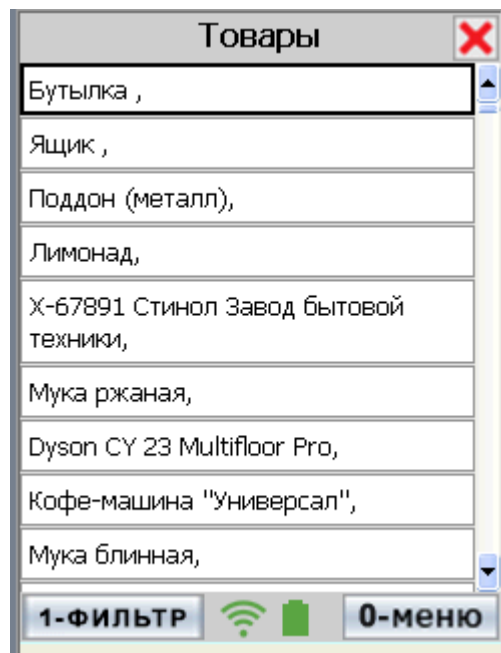 Товары
Бутылка ,
Ящик ,
Поддон (металл),
Лимонад,
Х-67891 Стинол Завод бытовой
техники,
Мука ржаная,
Dyson CY 23 Multifloor Pro,
Кофе-машина "Универсал",
Мука блинная,
1-ФИЛЬТР 0-меню